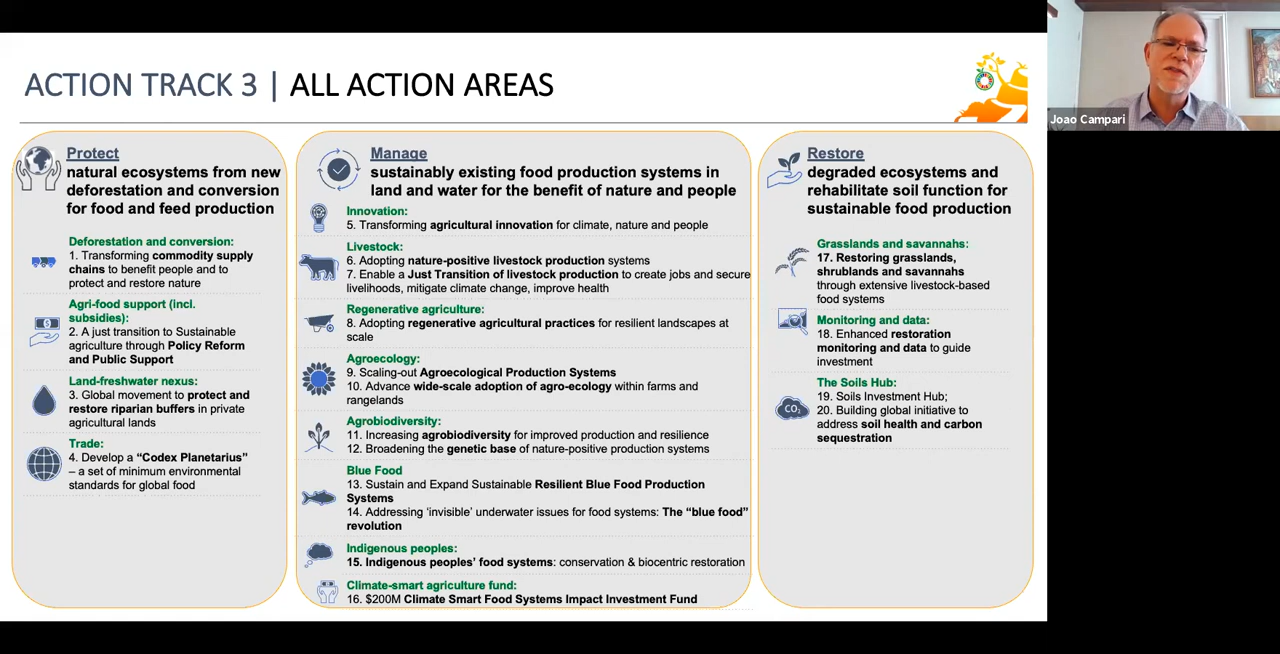 ACTION TRACK 3 | ALL ACTION AREAS
Protect
natural ecosystems from new
deforestation and conversion
for food and feed production
Deforestation and conversion:
1. Transforming commodity supply
chains to benefit people and to
protect and restore nature
Agri-food support (incl.
subsidies):
2. A just transition to Sustainable
agriculture through Policy Reform
and Public Support
Land-freshwater nexus:
3. Global movement to protect and
restore riparian buffers in private
agricultural lands
Trade:
4. Develop a “Codex Planetarius”
– a set of minimum environmental
standards for global food
Manage
sustainably existing food production systems in
land and water for the benefit of nature and people
Innovation:
5. Transforming agricultural innovation for climate, nature and people
Livestock:
6. Adopting nature-positive livestock production systems
7. Enable a Just Transition of livestock production to create jobs and secure
livelihoods, mitigate climate change, improve health
Regenerative agriculture:
8. Adopting regenerative agricultural practices for resilient landscapes at
scale
Agroecology:
9. Scaling-out Agroecological Production Systems
10. Advance wide-scale adoption of agro-ecology within farms and
rangelands
Agrobiodiversity:
11. Increasing agrobiodiversity for improved production and resilience
12. Broadening the genetic base of nature-positive production systems
Blue Food
13. Sustain and Expand Sustainable Resilient Blue Food Production
Systems
14. Addressing ‘invisible’ underwater issues for food systems: The “blue food”
revolution
Indigenous peoples:
15. Indigenous peoples’ food systems: conservation & biocentric restoration
Climate-smart agriculture fund:
16. $200M Climate Smart Food Systems Impact Investment Fund
Restore
degraded ecosystems and
rehabilitate soil function for
sustainable food production
Grasslands and savannahs:
17. Restoring grasslands,
shrublands and savannahs
through extensive livestock-based
food systems
Monitoring and data:
18. Enhanced restoration
monitoring and data to guide
investment
The Soils Hub:
19. Soils Investment Hub;
20. Building global initiative to
address soil health and carbon
sequestration
CO2
Joao Campari